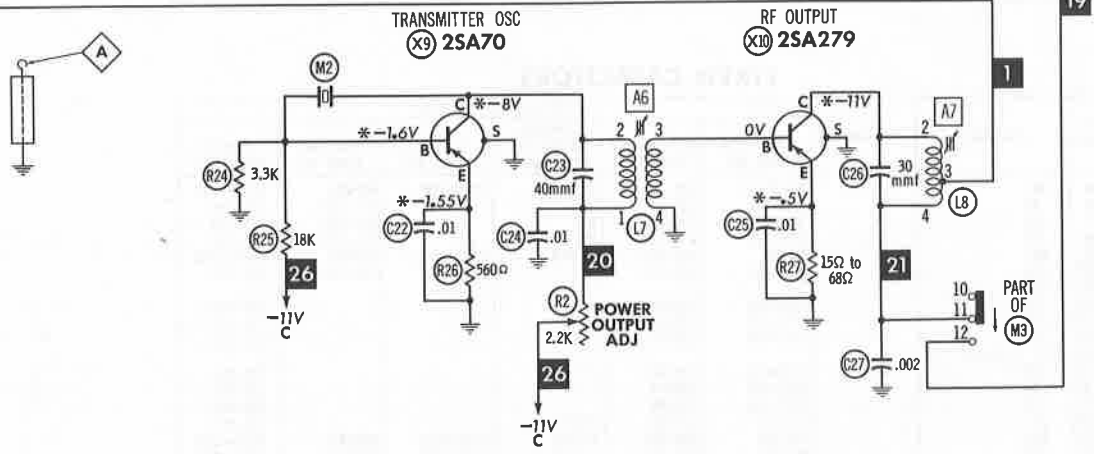 19
TRANSMITTER OSC
X9 2SA70
RF OUTPUT
X10 2SA279
A
M2
1
C *-8V
A6
C *-11V
A7
*-1.6V
B
S
2 3
0V
B
S
2
R24 3.3K
E
C23
40mmf
E
C26 30 mmf
3
*-1.55V
*-.5V
L8
1 4
4
C22 .01
C24 .01
L7
C25 .01
R25 18K
26
R26 560Ω
20
R27 15Ω to 68Ω
21
-11V
C
R2 POWER OUTPUT ADJ
2.2K
10
11
12
PART OF M3
26
C27 .002
-11V
C